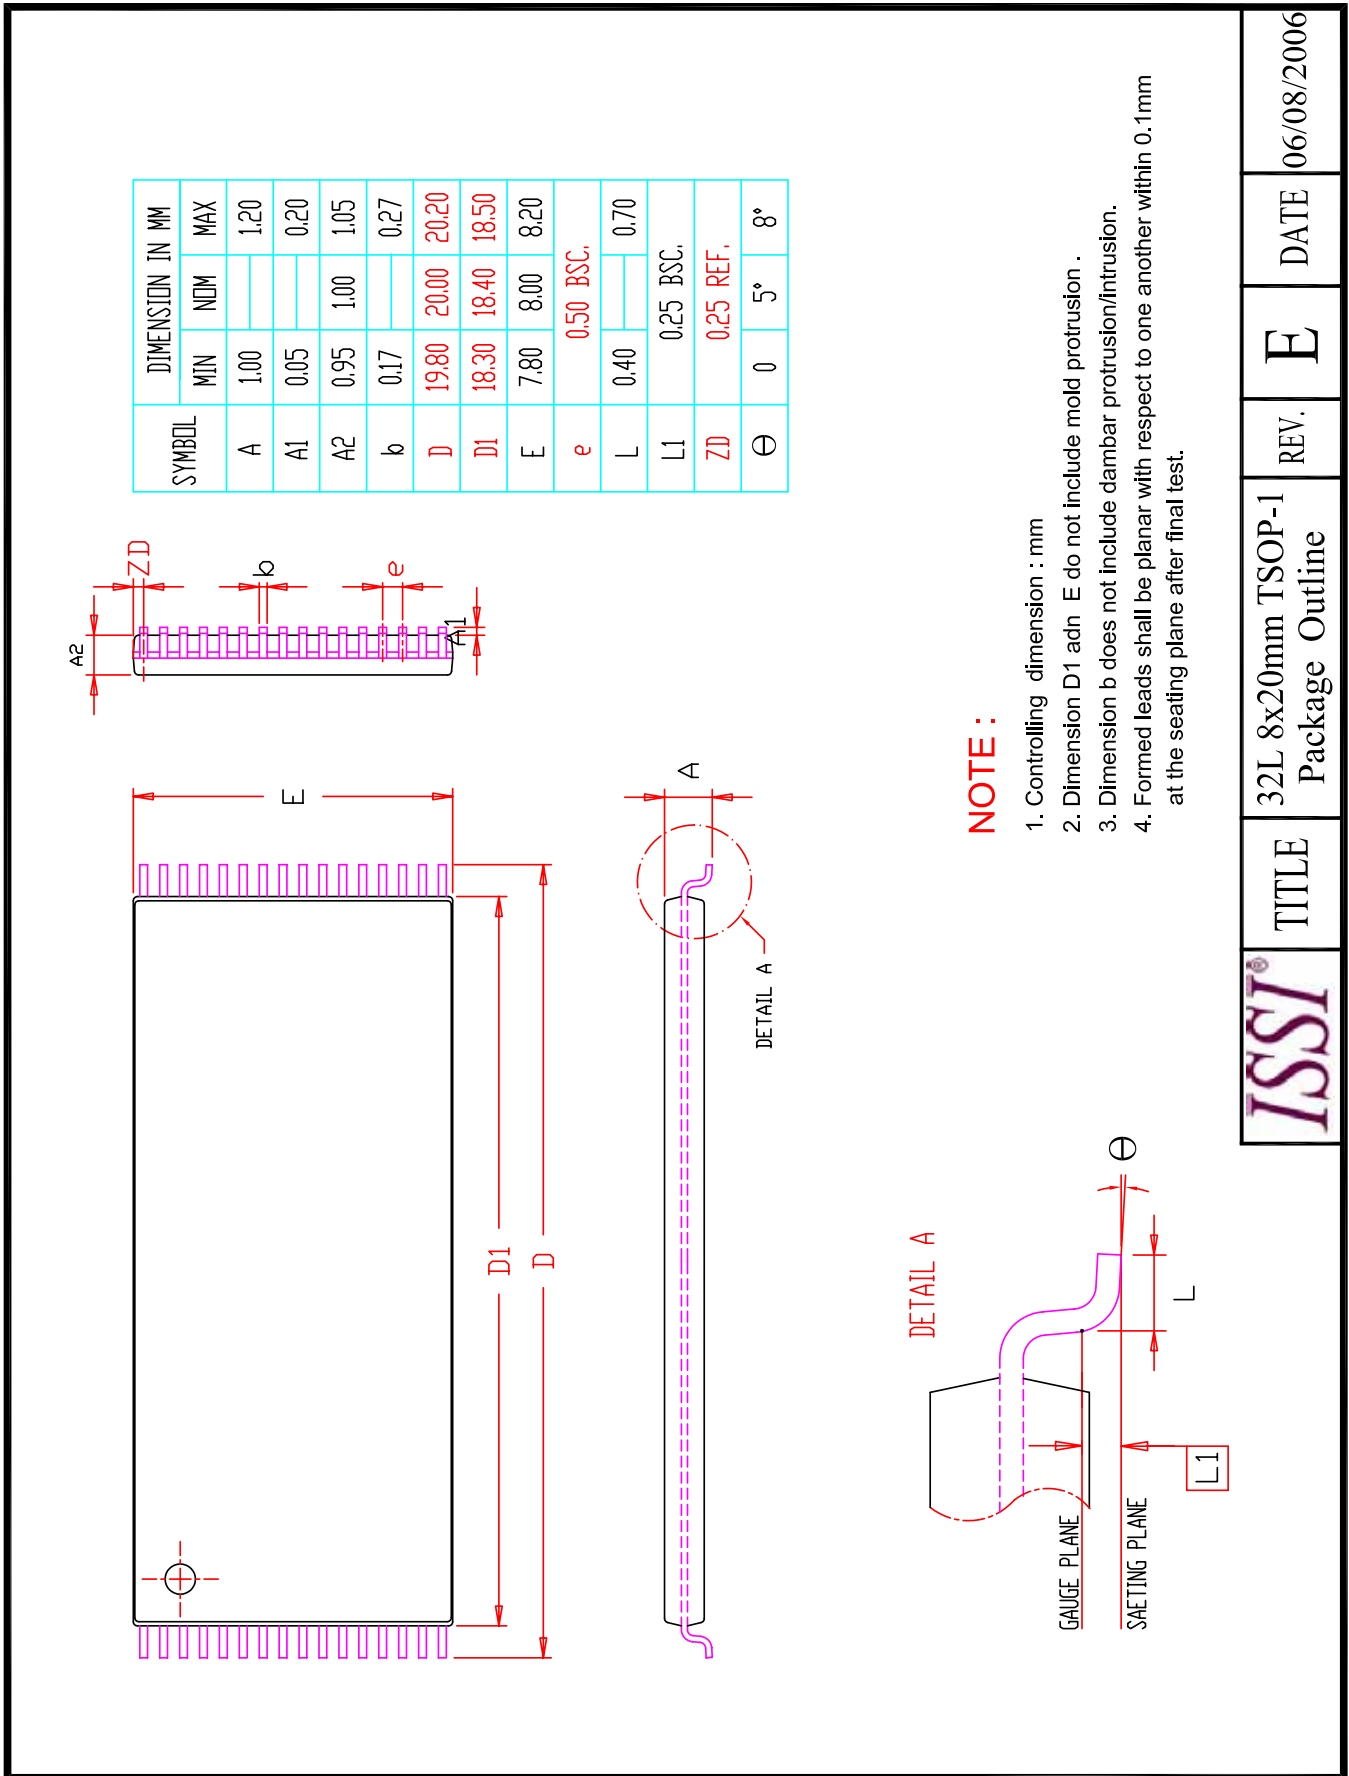 SYMBOL DIMENSION IN MM
MIN NOM MAX
A 1.00 1.20
A1 0.05 0.20
A2 0.95 1.00 1.05
b 0.17 0.27
D 19.80 20.00 20.20
D1 18.30 18.40 18.50
E 7.80 8.00 8.20
e 0.50 BSC.
L 0.40 0.70
L1 0.25 BSC.
ZD 0.25 REF.
Θ 0 5° 8°
A2
ZD
b
e
A1
E
D1
D
A
DETAIL A
DETAIL A
GAUGE PLANE
SAETING PLANE
L1
L
Θ
NOTE :
1. Controlling dimension : mm
2. Dimension D1 adn E do not include mold protrusion .
3. Dimension b does not include dambar protrusion/intrusion.
4. Formed leads shall be planar with respect to one another within 0.1mm
at the seating plane after final test.
ISSI®
TITLE
32L 8x20mm TSOP-1
Package Outline
REV.
E
DATE
06/08/2006